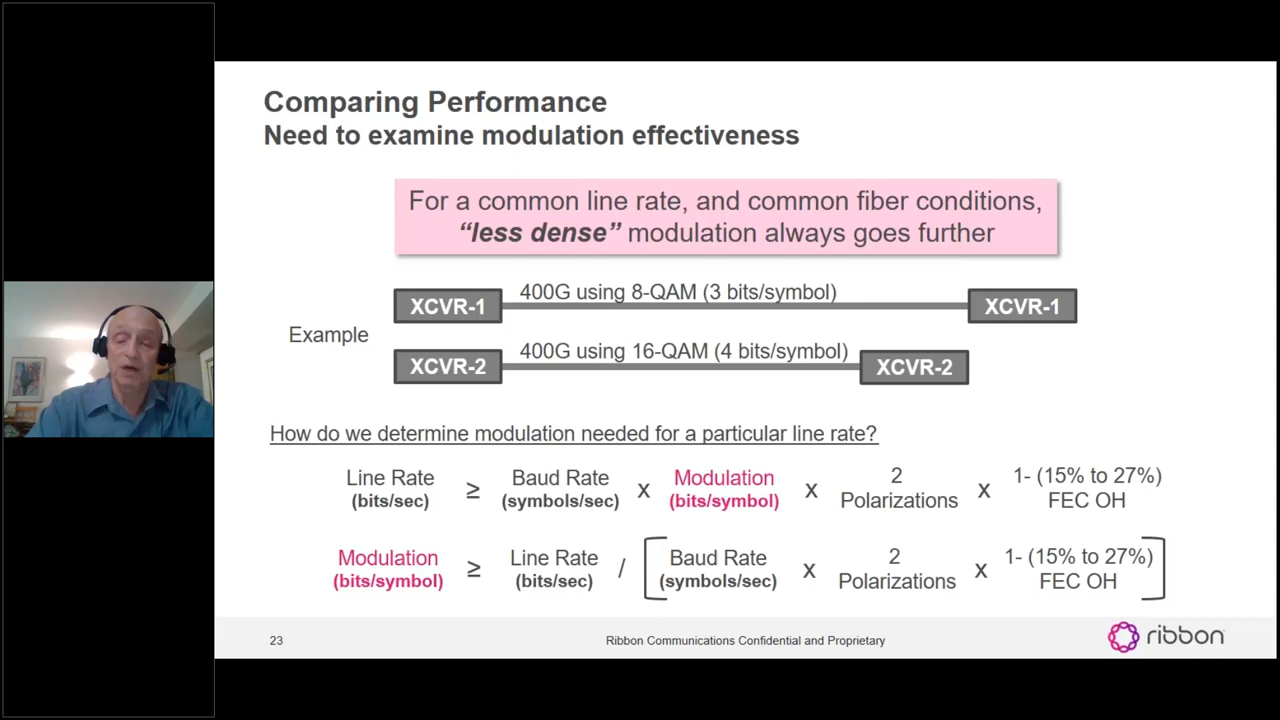 Comparing Performance
Need to examine modulation effectiveness
For a common line rate, and common fiber conditions,
“less dense” modulation always goes further
XCVR-1 400G using 8-QAM (3 bits/symbol) XCVR-1
Example
XCVR-2 400G using 16-QAM (4 bits/symbol) XCVR-2
How do we determine modulation needed for a particular line rate?
Line Rate ≥ Baud Rate x Modulation x 2 x 1- (15% to 27%)
(bits/sec) (symbols/sec) (bits/symbol) Polarizations FEC OH
Modulation ≥ Line Rate / [ Baud Rate x 2 x 1- (15% to 27%) ]
(bits/symbol) (bits/sec) (symbols/sec) Polarizations FEC OH
23 Ribbon Communications Confidential and Proprietary ribbon